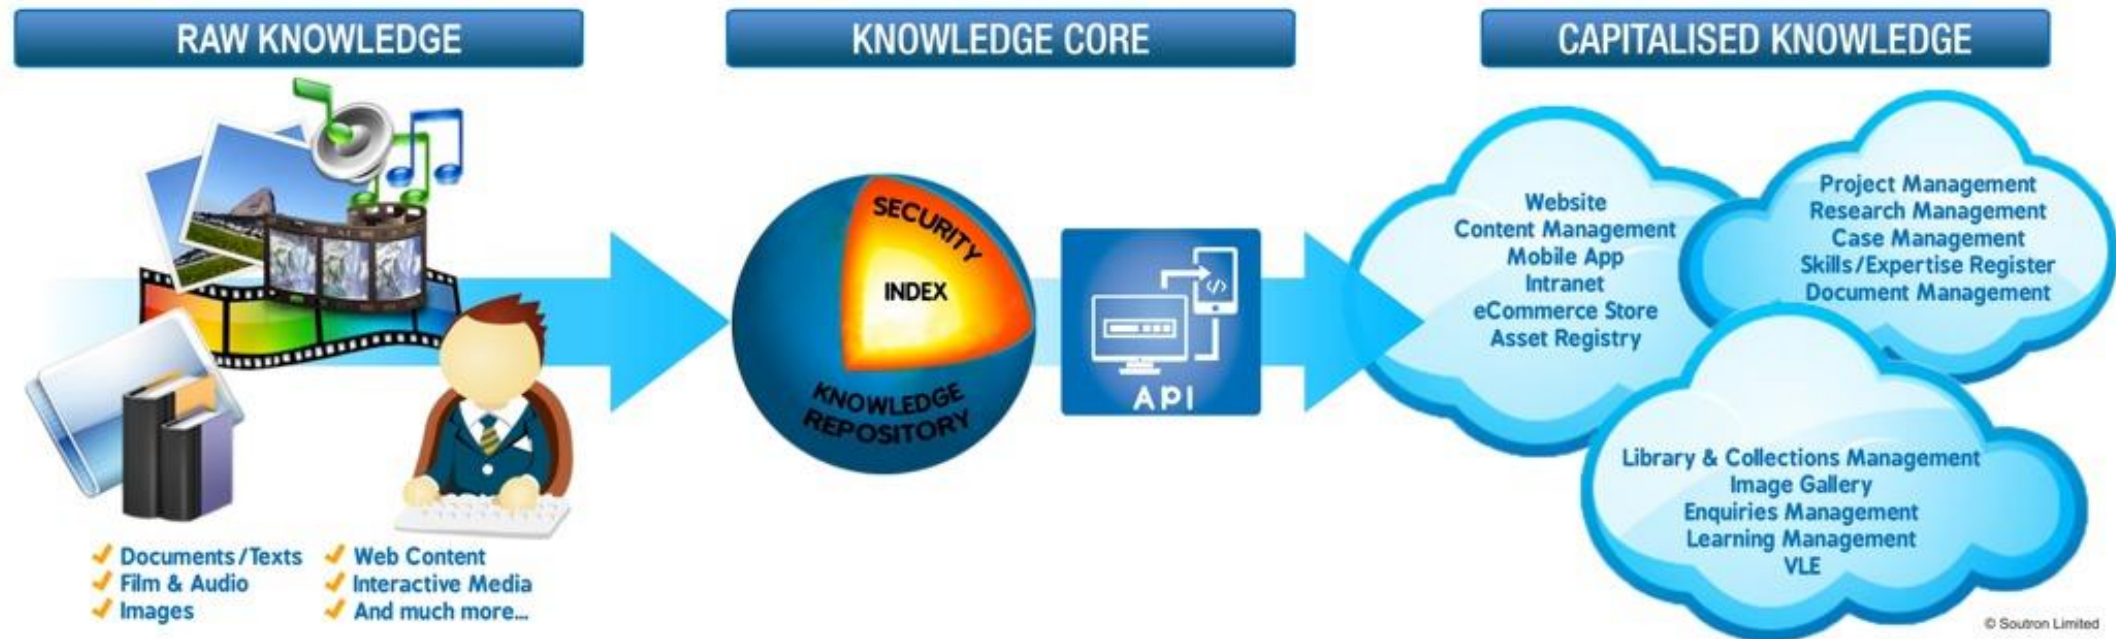 RAW KNOWLEDGE
KNOWLEDGE CORE
CAPITALISED KNOWLEDGE
Documents/Texts
Film & Audio
Images
Web Content
Interactive Media
And much more...
SECURITY
INDEX
KNOWLEDGE
REPOSITORY
</>
API
Website
Content Management
Mobile App
Intranet
eCommerce Store
Asset Registry
Project Management
Research Management
Case Management
Skills/Expertise Register
Document Management
Library & Collections Management
Image Gallery
Enquiries Management
Learning Management
VLE
© Soutron Limited